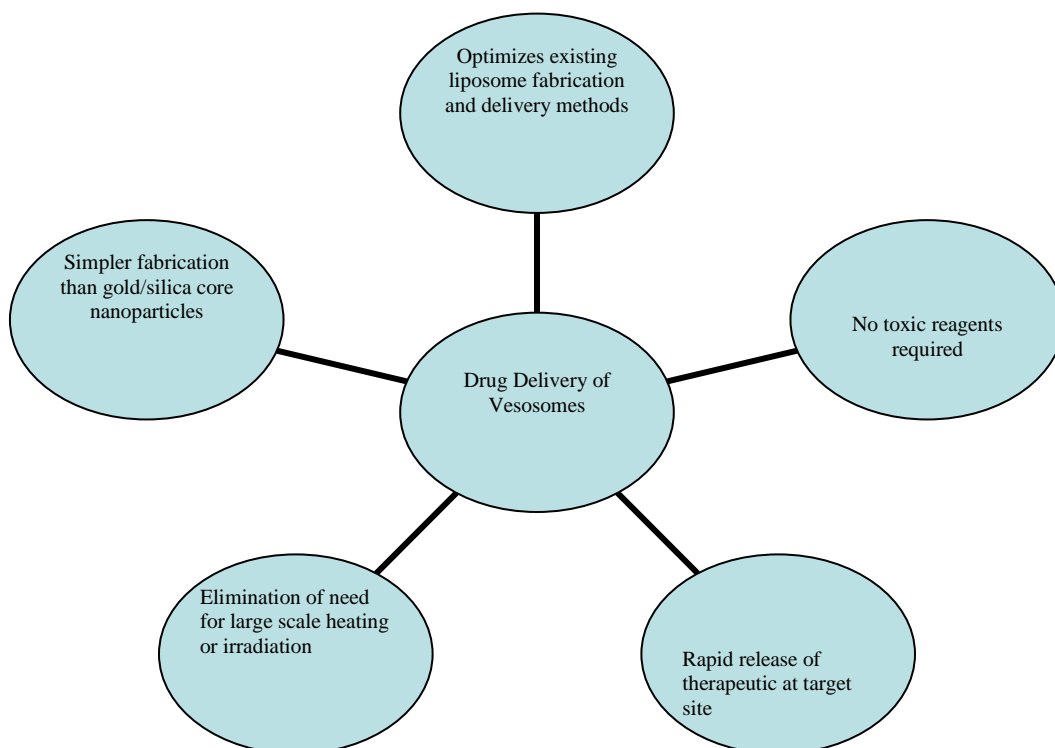 Optimizes existing
liposome fabrication
and delivery methods
Simpler fabrication
than gold/silica core
nanoparticles
No toxic reagents
required
Drug Delivery of
Vesosomes
Elimination of need
for large scale heating
or irradiation
Rapid release of
therapeutic at target
site